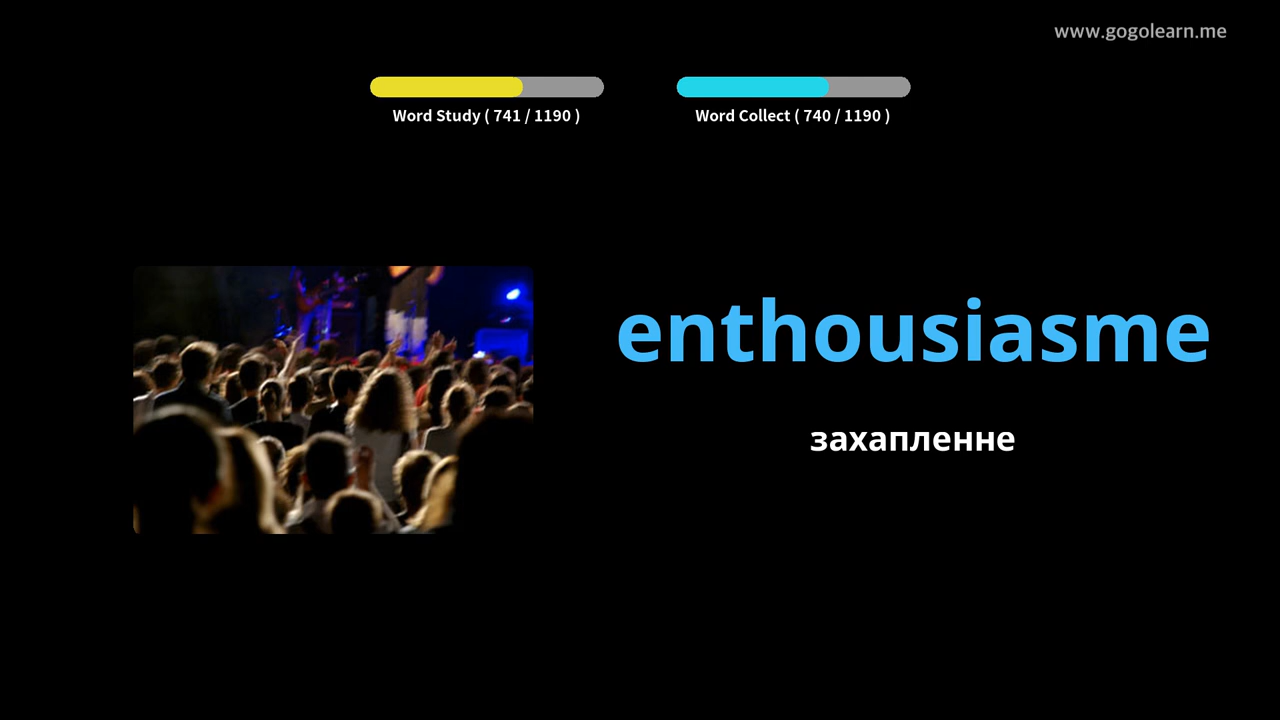 www.gogolearn.me
Word Study ( 741 / 1190 )
Word Collect ( 740 / 1190 )
enthousiasme
захапленне